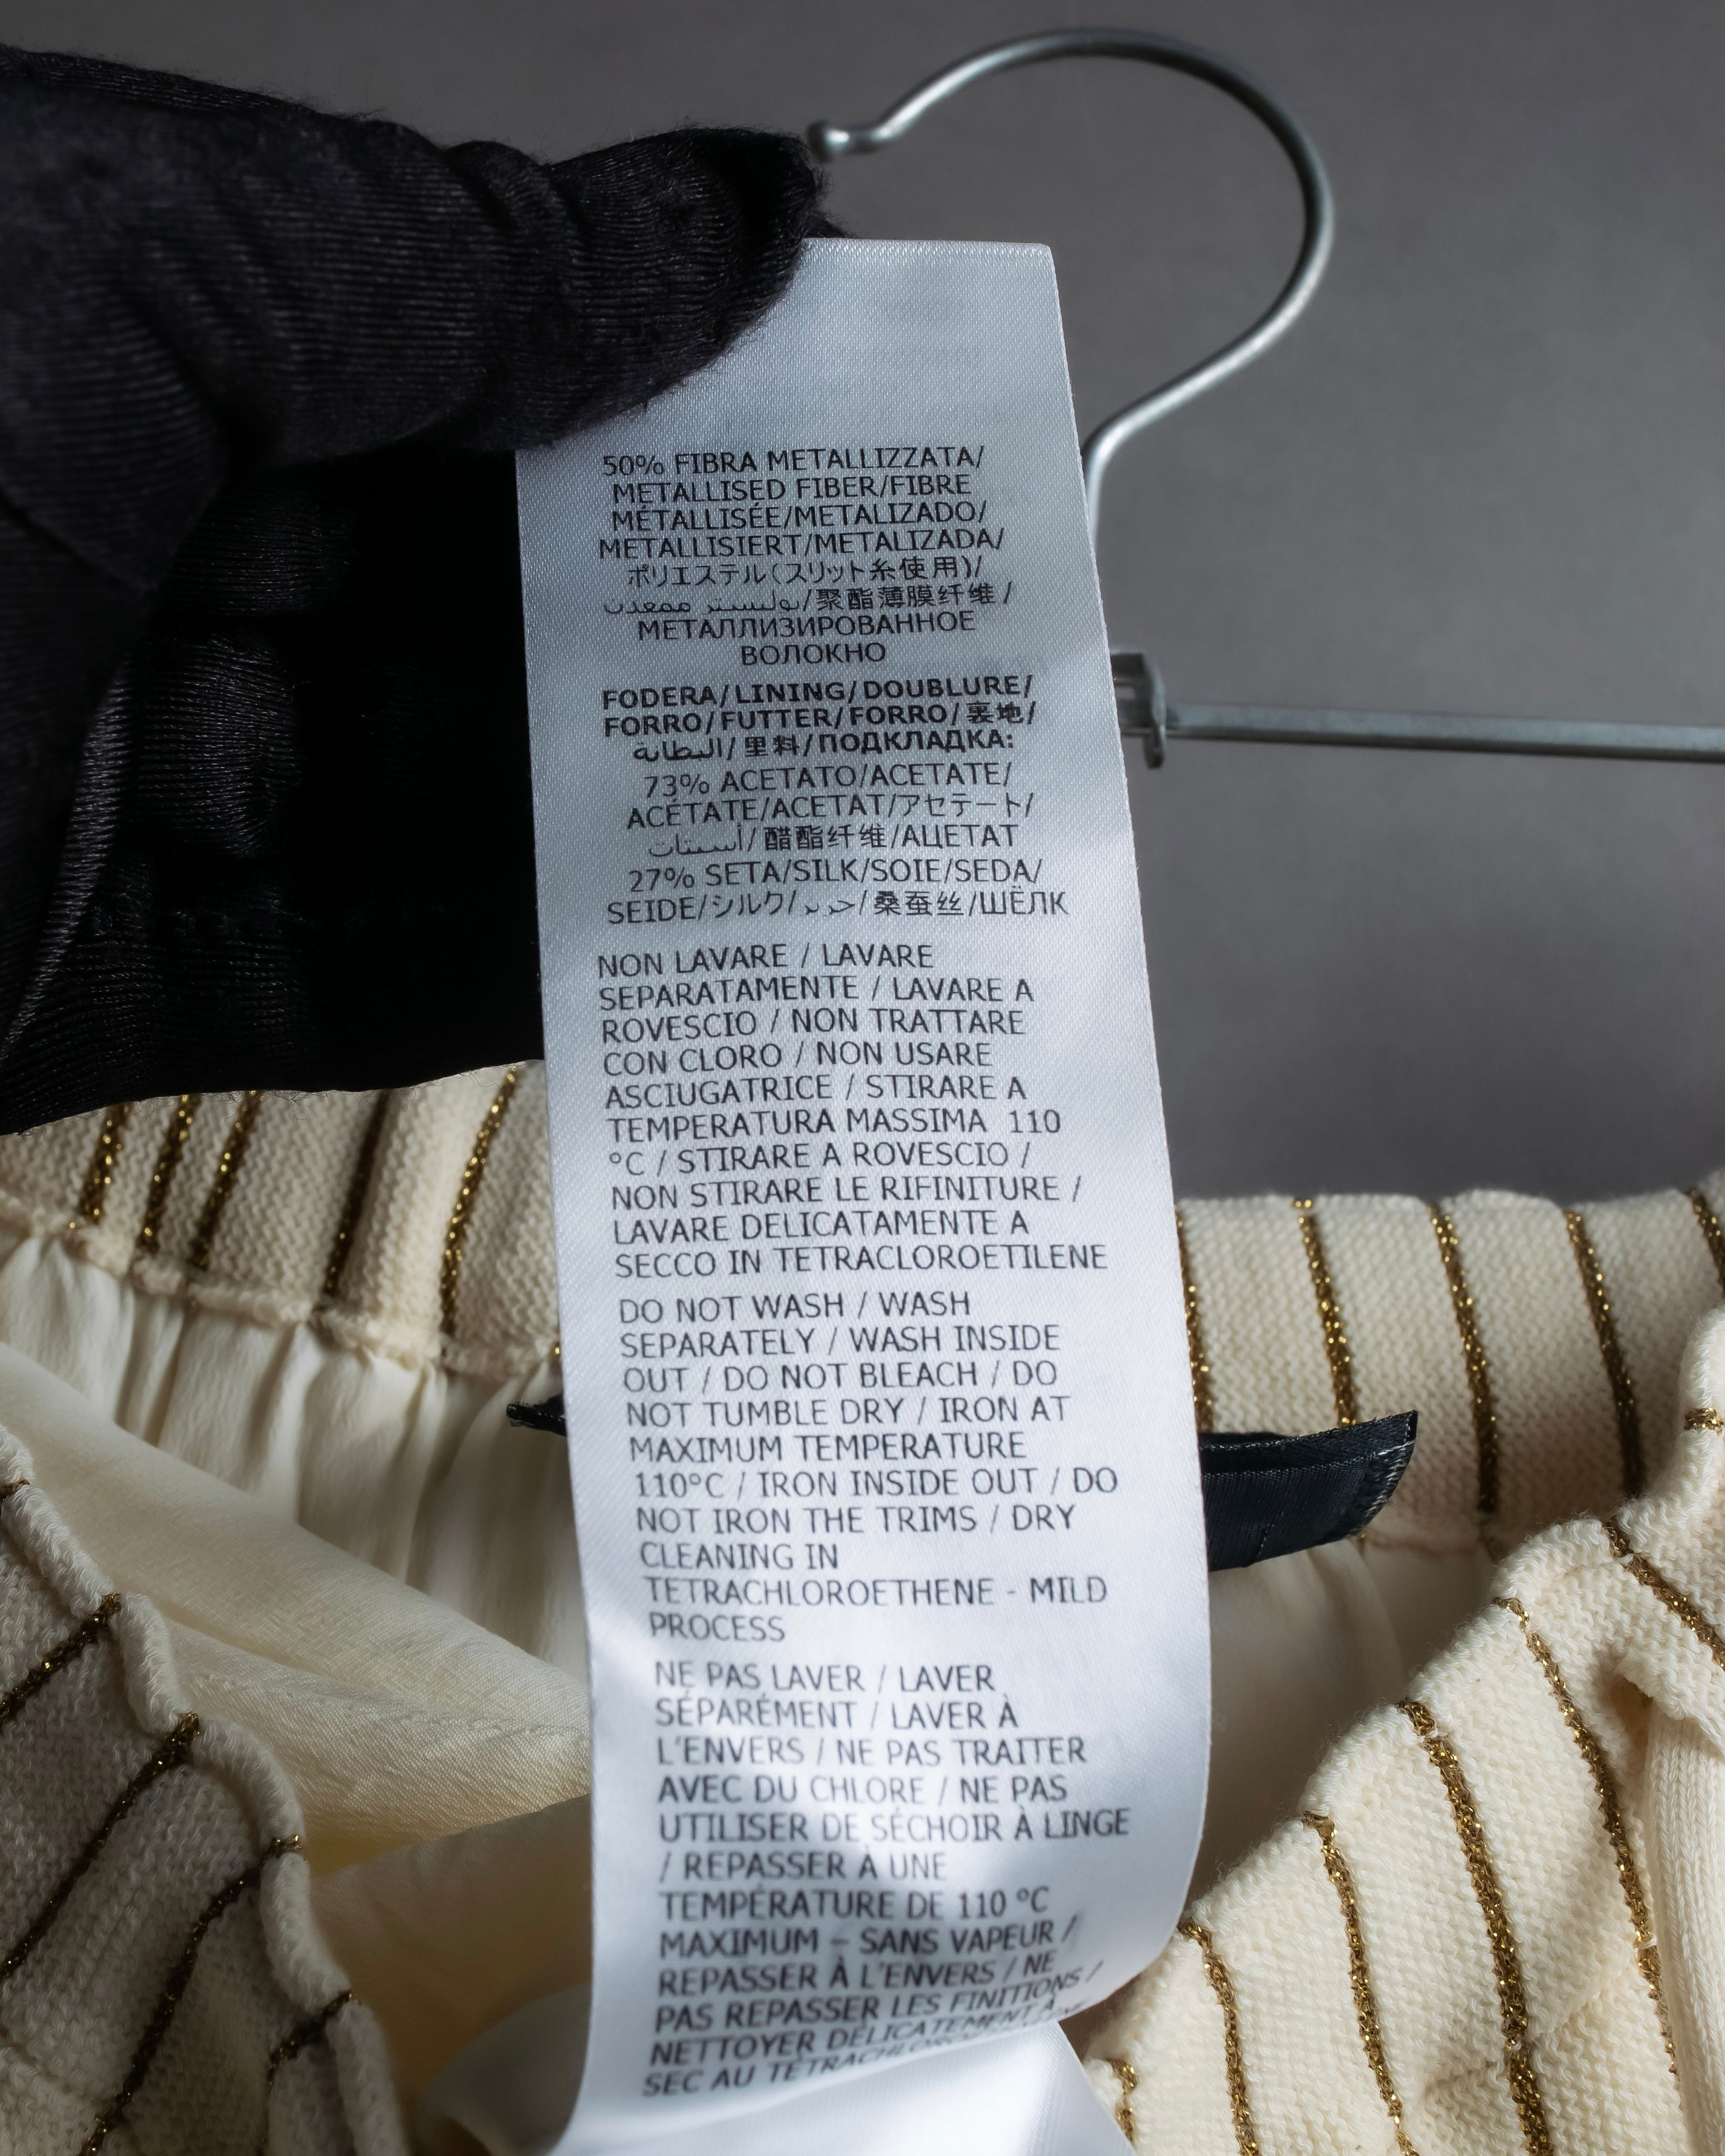 50% FIBRA METALLIZZATA/
METALLISED FIBER/FIBRE
MÉTALLISÉE/METALIZADO/
METALLISIERT/METALIZADA/
ポリエステル(スリット糸使用)/
بوليستر ممعدن/聚酯薄膜纤维/
МЕТАЛЛИЗИРОВАННОЕ
ВОЛОКНО
FODERA/LINING/DOUBLURE/
FORRO/FUTTER/FORRO/裏地/
البطانة/里料/ПОДКЛАДКА:
73% ACETATO/ACETATE/
ACÉTATE/ACETAT/アセテート/
أسيتات/醋酯纤维/АЦЕТАТ
27% SETA/SILK/SOIE/SEDA/
SEIDE/シルク/حرير/桑蚕丝/ШЁЛК
NON LAVARE / LAVARE
SEPARATAMENTE / LAVARE A
ROVESCIO / NON TRATTARE
CON CLORO / NON USARE
ASCIUGATRICE / STIRARE A
TEMPERATURA MASSIMA 110
°C / STIRARE A ROVESCIO /
NON STIRARE LE RIFINITURE /
LAVARE DELICATAMENTE A
SECCO IN TETRACLOROETILENE
DO NOT WASH / WASH
SEPARATELY / WASH INSIDE
OUT / DO NOT BLEACH / DO
NOT TUMBLE DRY / IRON AT
MAXIMUM TEMPERATURE
110°C / IRON INSIDE OUT / DO
NOT IRON THE TRIMS / DRY
CLEANING IN
TETRACHLOROETHENE - MILD
PROCESS
NE PAS LAVER / LAVER
SÉPARÉMENT / LAVER À
L'ENVERS / NE PAS TRAITER
AVEC DU CHLORE / NE PAS
UTILISER DE SÉCHOIR À LINGE
/ REPASSER À UNE
TEMPÉRATURE DE 110 °C
MAXIMUM – SANS VAPEUR /
REPASSER À L'ENVERS / NE
PAS REPASSER LES FINITIONS /
NETTOYER DÉLICATEMENT À
SEC AU